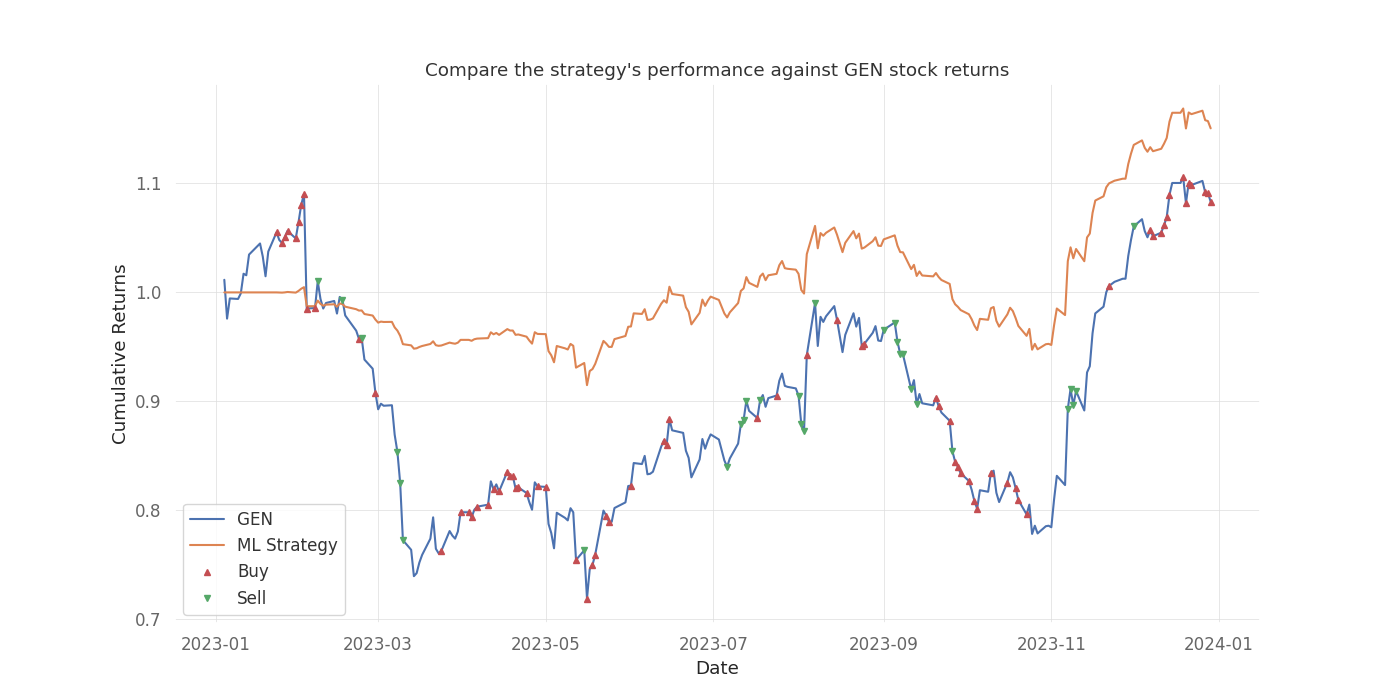 Compare the strategy's performance against GEN stock returns
Cumulative Returns
1.1
1.0
0.9
0.8
0.7
GEN
ML Strategy
Buy
Sell
2023-01
2023-03
2023-05
2023-07
2023-09
2023-11
2024-01
Date